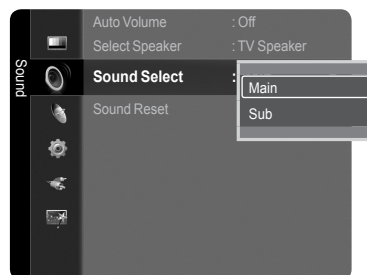 Sound
Auto Volume : Off
Select Speaker : TV Speaker
Sound Select :
Main
Sub
Sound Reset